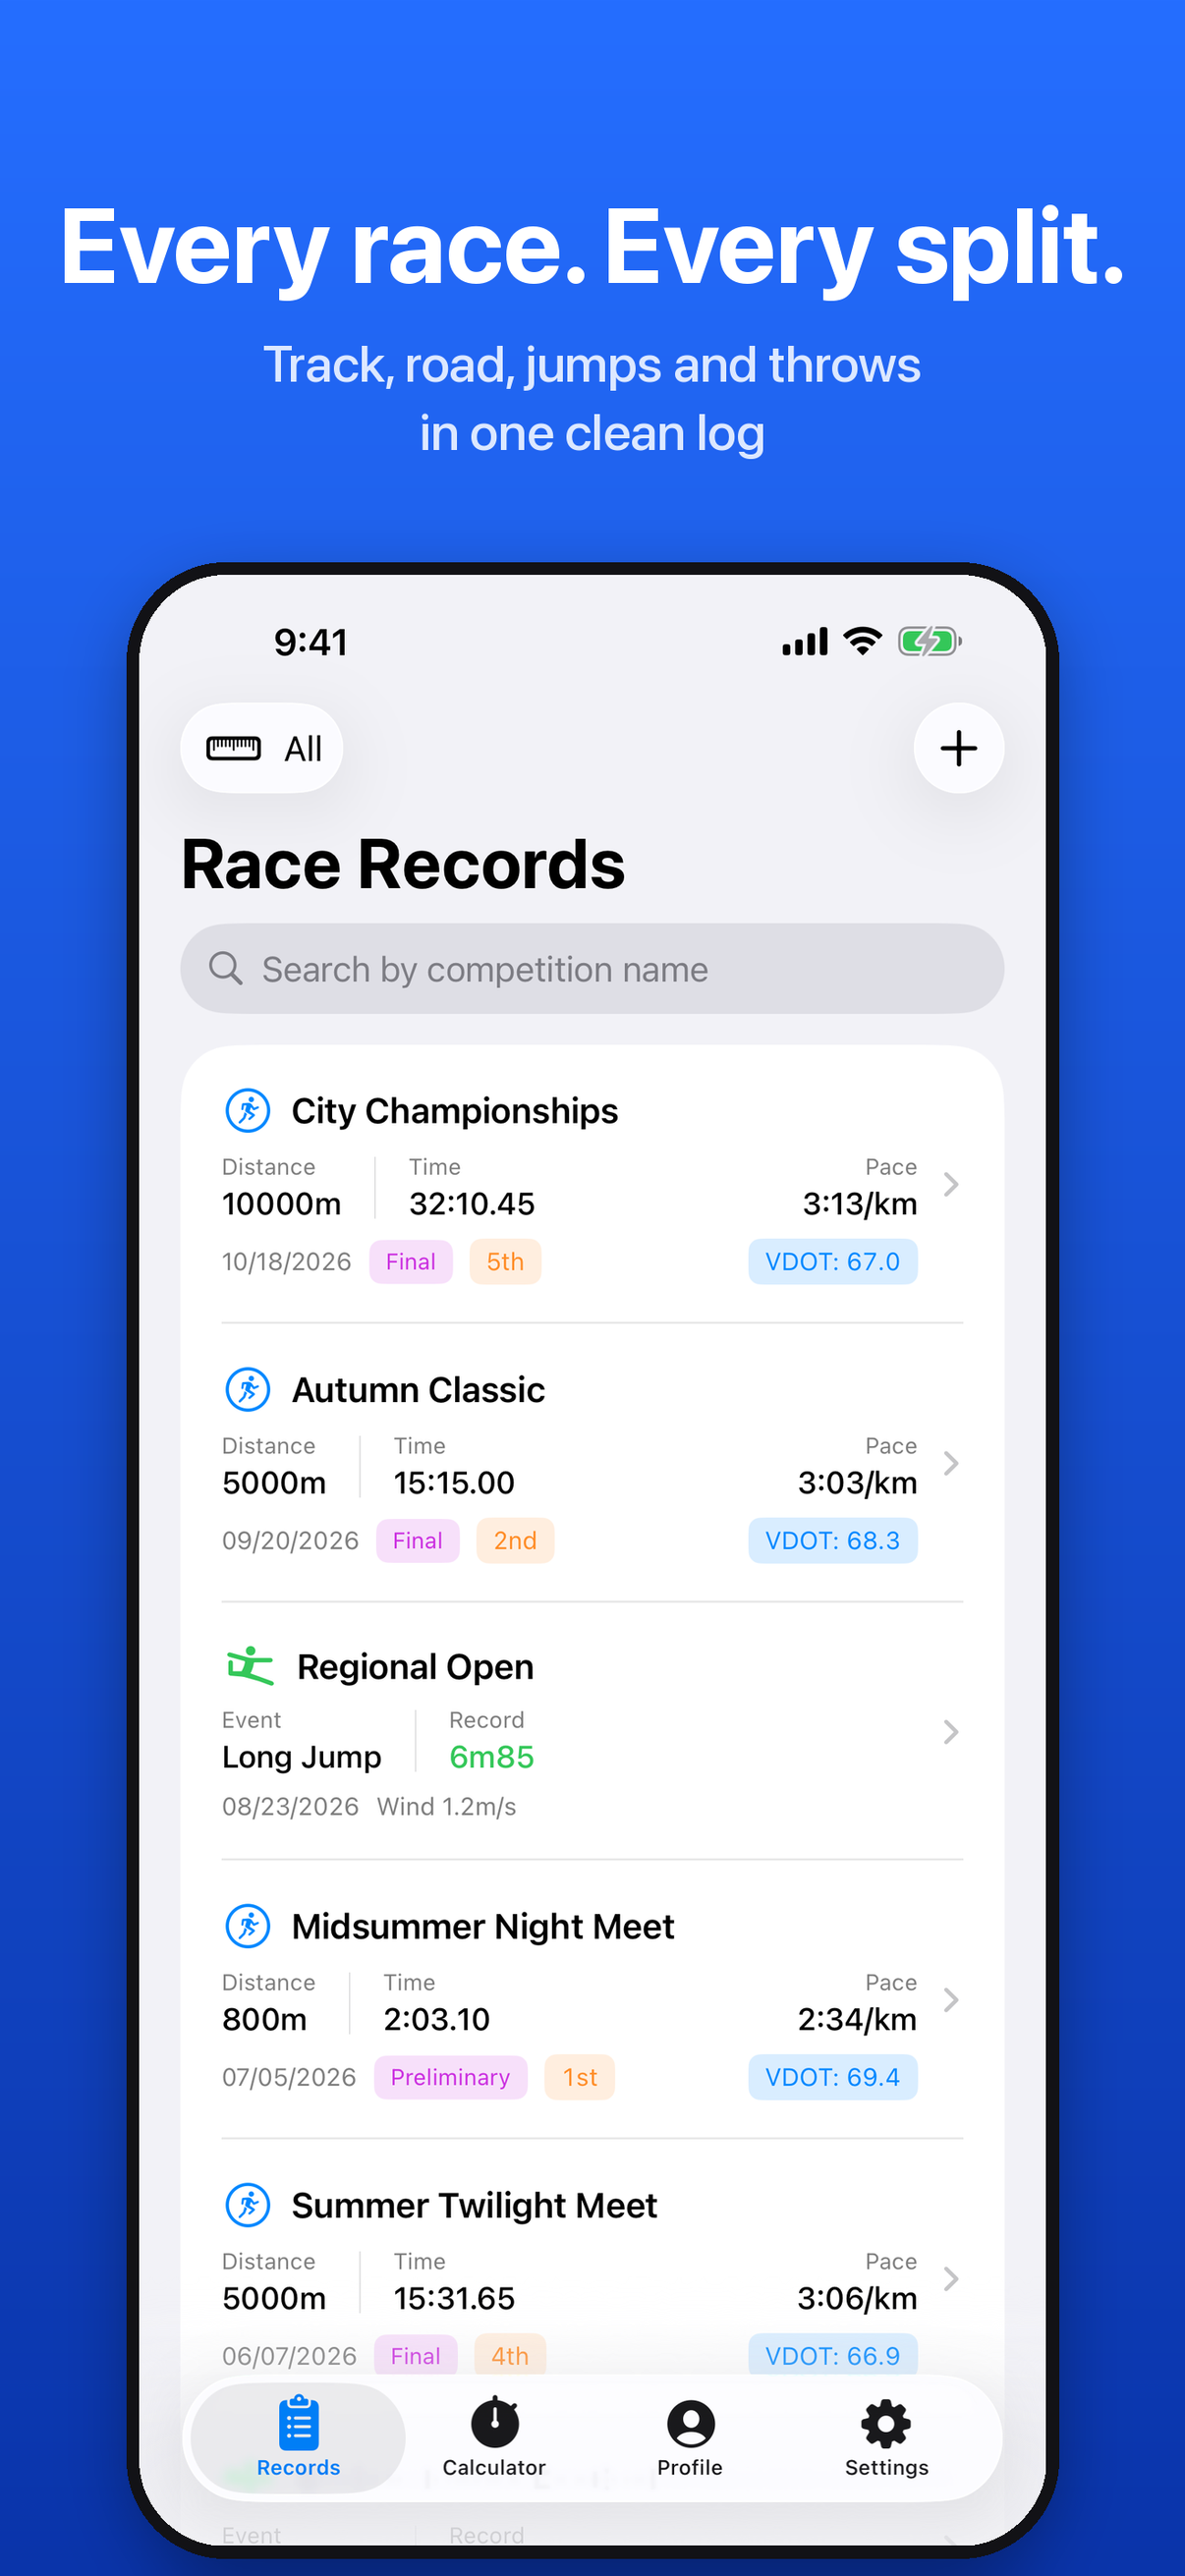 Every race. Every split.
Track, road, jumps and throws
in one clean log
9:41
All
Race Records
Search by competition name
City Championships
Distance Time Pace
10000m 32:10.45 3:13/km
10/18/2026 Final 5th VDOT: 67.0
Autumn Classic
Distance Time Pace
5000m 15:15.00 3:03/km
09/20/2026 Final 2nd VDOT: 68.3
Regional Open
Event Record
Long Jump 6m85
08/23/2026 Wind 1.2m/s
Midsummer Night Meet
Distance Time Pace
800m 2:03.10 2:34/km
07/05/2026 Preliminary 1st VDOT: 69.4
Summer Twilight Meet
Distance Time Pace
5000m 15:31.65 3:06/km
06/07/2026 Final 4th VDOT: 66.9
Records Calculator Profile Settings
Event Record